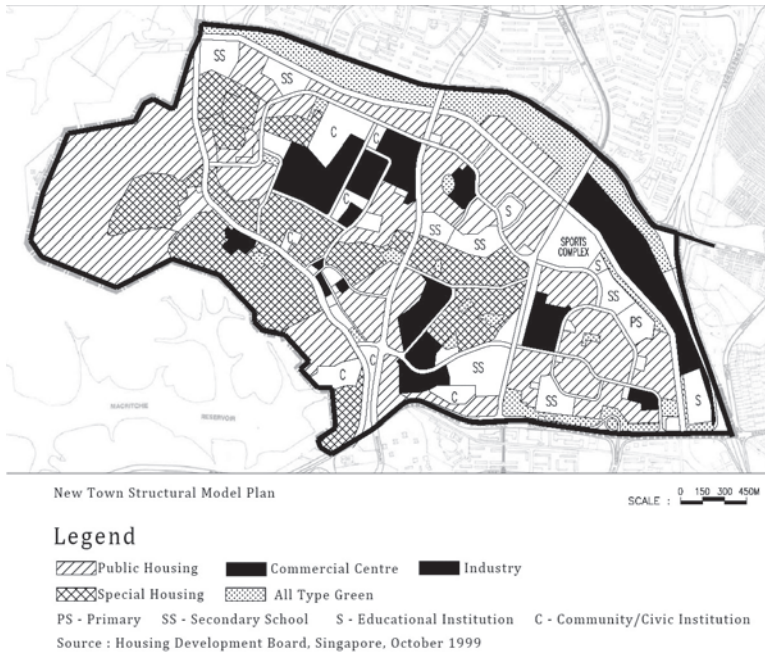 SS
SS
C
C
S
SS
SS
SPORTS
COMPLEX
S
SS
PS
C
C
SS
C
SS
S
MACRITCHIE
RESERVOIR
New Town Structural Model Plan
SCALE : 0 150 300 450M
Legend
Public Housing Commercial Centre Industry
Special Housing All Type Green
PS - Primary SS - Secondary School S - Educational Institution C - Community/Civic Institution
Source : Housing Development Board, Singapore, October 1999